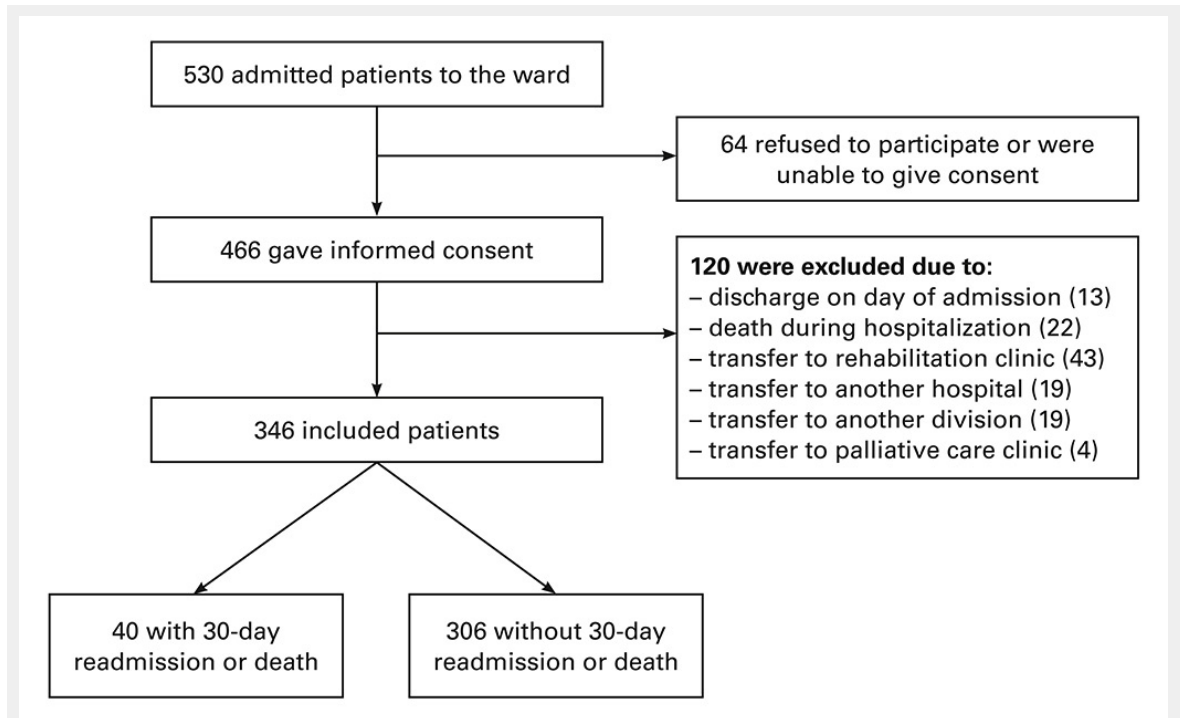 530 admitted patients to the ward
64 refused to participate or were
unable to give consent
466 gave informed consent
120 were excluded due to:
– discharge on day of admission (13)
– death during hospitalization (22)
– transfer to rehabilitation clinic (43)
– transfer to another hospital (19)
– transfer to another division (19)
– transfer to palliative care clinic (4)
346 included patients
40 with 30-day
readmission or death
306 without 30-day
readmission or death